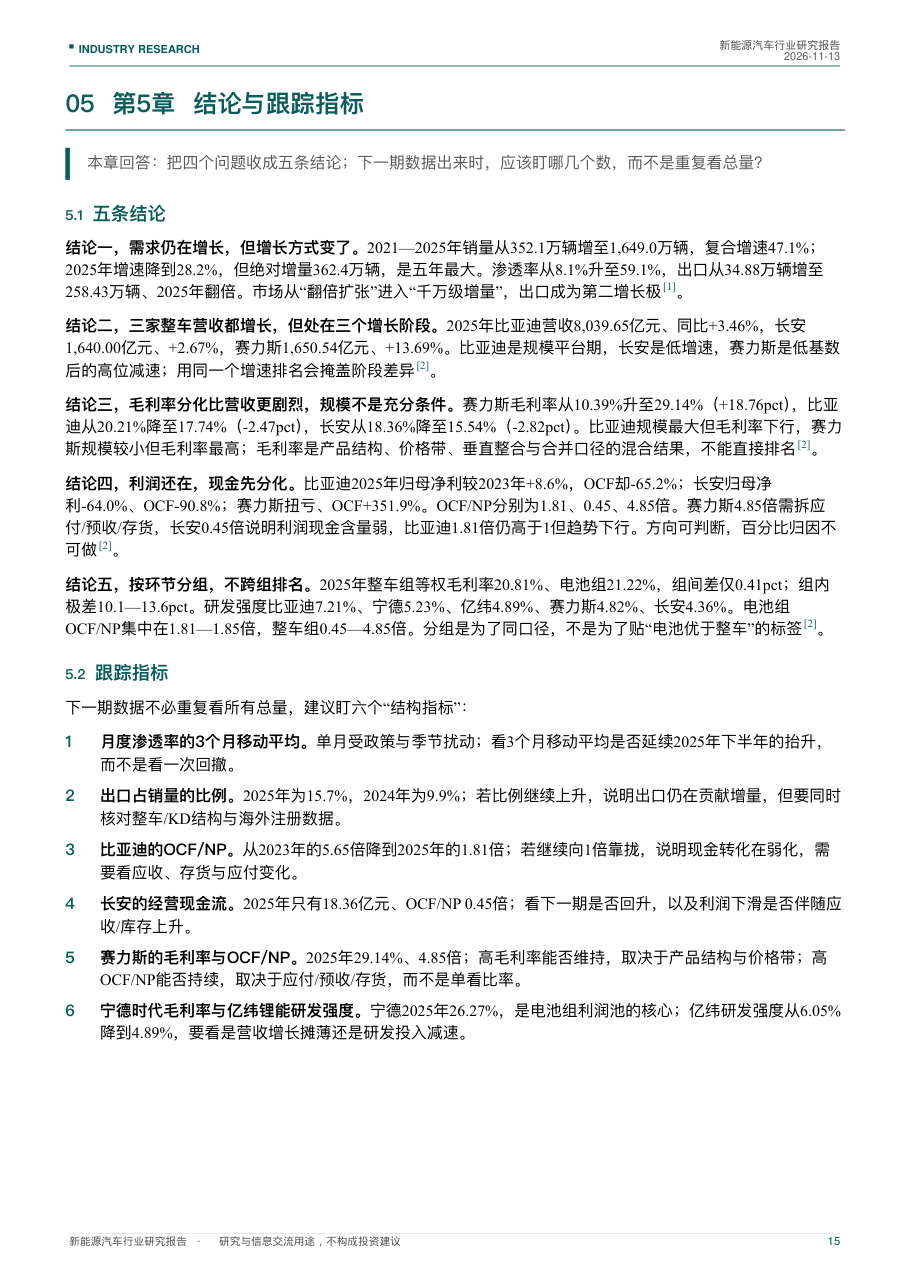 INDUSTRY RESEARCH
新能源汽车行业研究报告
2026-11-13
05 第5章 结论与跟踪指标
本章回答：把四个问题收成五条结论；下一期数据出来时，应该盯哪几个数，而不是重复看总量？
5.1 五条结论
结论一，需求仍在增长，但增长方式变了。2021—2025年销量从352.1万辆增至1,649.0万辆，复合增速47.1%；
2025年增速降到28.2%，但绝对增量362.4万辆，是五年最大。渗透率从8.1%升至59.1%，出口从34.88万辆增至
258.43万辆、2025年翻倍。市场从“翻倍扩张”进入“千万级增量”，出口成为第二增长极[1]。
结论二，三家整车营收都增长，但处在三个增长阶段。2025年比亚迪营收8,039.65亿元、同比+3.46%，长安
1,640.00亿元、+2.67%，赛力斯1,650.54亿元、+13.69%。比亚迪是规模平台期，长安是低增速，赛力斯是低基数
后的高位减速；用同一个增速排名会掩盖阶段差异[2]。
结论三，毛利率分化比营收更剧烈，规模不是充分条件。赛力斯毛利率从10.39%升至29.14%（+18.76pct），比亚
迪从20.21%降至17.74%（-2.47pct），长安从18.36%降至15.54%（-2.82pct）。比亚迪规模最大但毛利率下行，赛力
斯规模较小但毛利率最高；毛利率是产品结构、价格带、垂直整合与合并口径的混合结果，不能直接排名[2]。
结论四，利润还在，现金先分化。比亚迪2025年归母净利较2023年+8.6%，OCF却-65.2%；长安归母净
利-64.0%、OCF-90.8%；赛力斯扭亏、OCF+351.9%。OCF/NP分别为1.81、0.45、4.85倍。赛力斯4.85倍需拆应
付/预收/存货，长安0.45倍说明利润现金含量弱，比亚迪1.81倍仍高于1但趋势下行。方向可判断，百分比归因不
可做[2]。
结论五，按环节分组，不跨组排名。2025年整车组等权毛利率20.81%、电池组21.22%，组间差仅0.41pct；组内
极差10.1—13.6pct。研发强度比亚迪7.21%、宁德5.23%、亿纬4.89%、赛力斯4.82%、长安4.36%。电池组
OCF/NP集中在1.81—1.85倍，整车组0.45—4.85倍。分组是为了同口径，不是为了贴“电池优于整车”的标签[2]。
5.2 跟踪指标
下一期数据不必重复看所有总量，建议盯六个“结构指标”：
1 月度渗透率的3个月移动平均。单月受政策与季节扰动；看3个月移动平均是否延续2025年下半年的抬升，
而不是看一次回撤。
2 出口占销量的比例。2025年为15.7%，2024年为9.9%；若比例继续上升，说明出口仍在贡献增量，但要同时
核对整车/KD结构与海外注册数据。
3 比亚迪的OCF/NP。从2023年的5.65倍降到2025年的1.81倍；若继续向1倍靠拢，说明现金转化在弱化，需
要看应收、存货与应付变化。
4 长安的经营现金流。2025年只有18.36亿元、OCF/NP 0.45倍；看下一期是否回升，以及利润下滑是否伴随应
收/库存上升。
5 赛力斯的毛利率与OCF/NP。2025年29.14%、4.85倍；高毛利率能否维持，取决于产品结构与价格带；高
OCF/NP能否持续，取决于应付/预收/存货，而不是单看比率。
6 宁德时代毛利率与亿纬锂能研发强度。宁德2025年26.27%，是电池组利润池的核心；亿纬研发强度从6.05%
降到4.89%，要看是营收增长摊薄还是研发投入减速。
新能源汽车行业研究报告 · 研究与信息交流用途，不构成投资建议
15